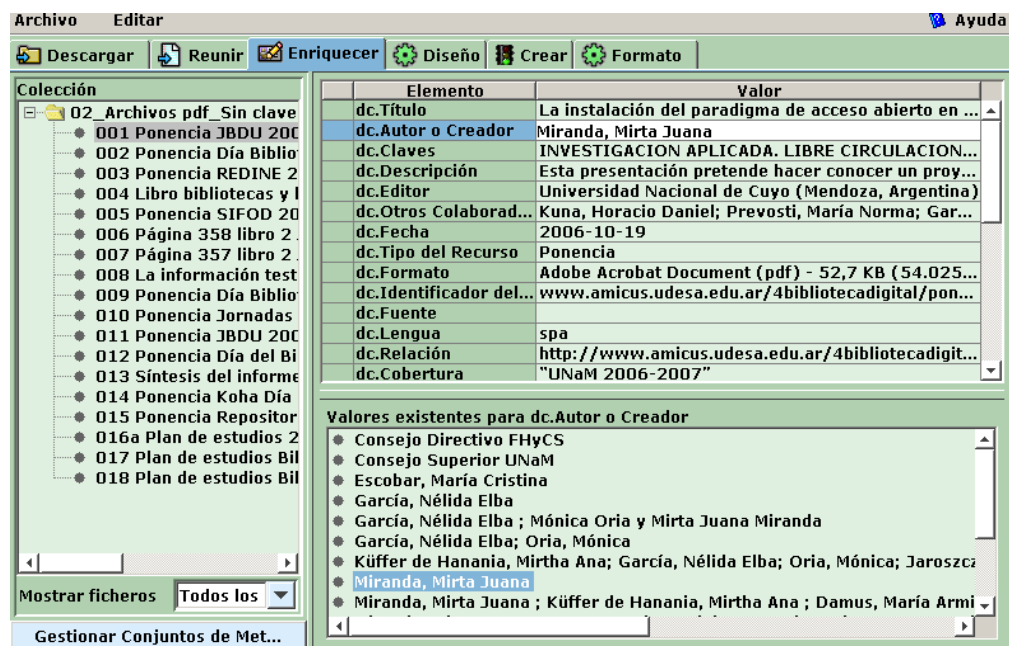 Archivo Editar Ayuda
Descargar Reunir Enriquecer Diseño Crear Formato
Colección
02_Archivos pdf_Sin clave
001 Ponencia JBDU 200
002 Ponencia Día Biblio
003 Ponencia REDINE 2
004 Libro bibliotecas y l
005 Ponencia SIFOD 20
006 Página 358 libro 2
007 Página 357 libro 2
008 La información test
009 Ponencia Día Biblio
010 Ponencia Jornadas
011 Ponencia JBDU 200
012 Ponencia Día del Bi
013 Síntesis del informe
014 Ponencia Koha Día
015 Ponencia Repositor
016a Plan de estudios 2
017 Plan de estudios Bil
018 Plan de estudios Bil
Mostrar ficheros Todos los
Gestionar Conjuntos de Met...
Elemento Valor
dc.Título La instalación del paradigma de acceso abierto en ...
dc.Autor o Creador Miranda, Mirta Juana
dc.Claves INVESTIGACION APLICADA. LIBRE CIRCULACION...
dc.Descripción Esta presentación pretende hacer conocer un proy...
dc.Editor Universidad Nacional de Cuyo (Mendoza, Argentina)
dc.Otros Colaborad... Kuna, Horacio Daniel; Prevosti, María Norma; Gar...
dc.Fecha 2006-10-19
dc.Tipo del Recurso Ponencia
dc.Formato Adobe Acrobat Document (pdf) - 52,7 KB (54.025...
dc.Identificador del... www.amicus.udesa.edu.ar/4bibliotecadigital/pon...
dc.Fuente
dc.Lengua spa
dc.Relación http://www.amicus.udesa.edu.ar/4bibliotecadigit...
dc.Cobertura "UNaM 2006-2007"
Valores existentes para dc.Autor o Creador
Consejo Directivo FHyCS
Consejo Superior UNaM
Escobar, María Cristina
García, Nélida Elba
García, Nélida Elba ; Mónica Oria y Mirta Juana Miranda
García, Nélida Elba; Oria, Mónica
Küffer de Hanania, Mirtha Ana; García, Nélida Elba; Oria, Mónica; Jaroszcz
Miranda, Mirta Juana
Miranda, Mirta Juana ; Küffer de Hanania, Mirtha Ana ; Damus, María Armi